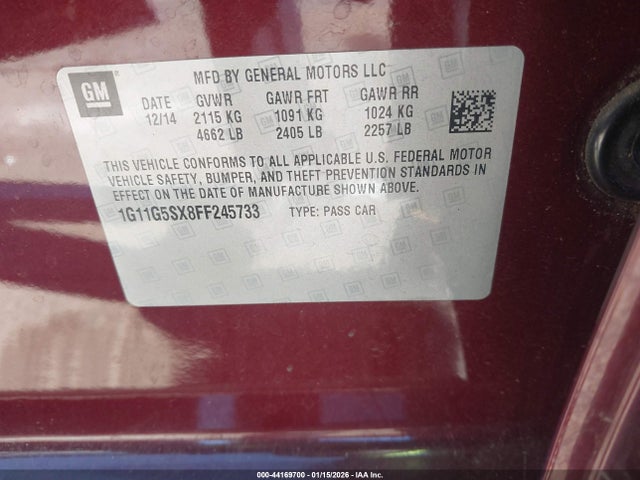 GM
MFD BY GENERAL MOTORS LLC
DATE GVWR GAWR FRT GAWR RR
12/14 2115 KG 1091 KG 1024 KG
4662 LB 2405 LB 2257 LB
THIS VEHICLE CONFORMS TO ALL APPLICABLE U.S. FEDERAL MOTOR
VEHICLE SAFETY, BUMPER, AND THEFT PREVENTION STANDARDS IN
EFFECT ON THE DATE OF MANUFACTURE SHOWN ABOVE.
1G11G5SX8FF245733 TYPE: PASS CAR
000-44169700 - 01/15/2026 - IAA Inc.